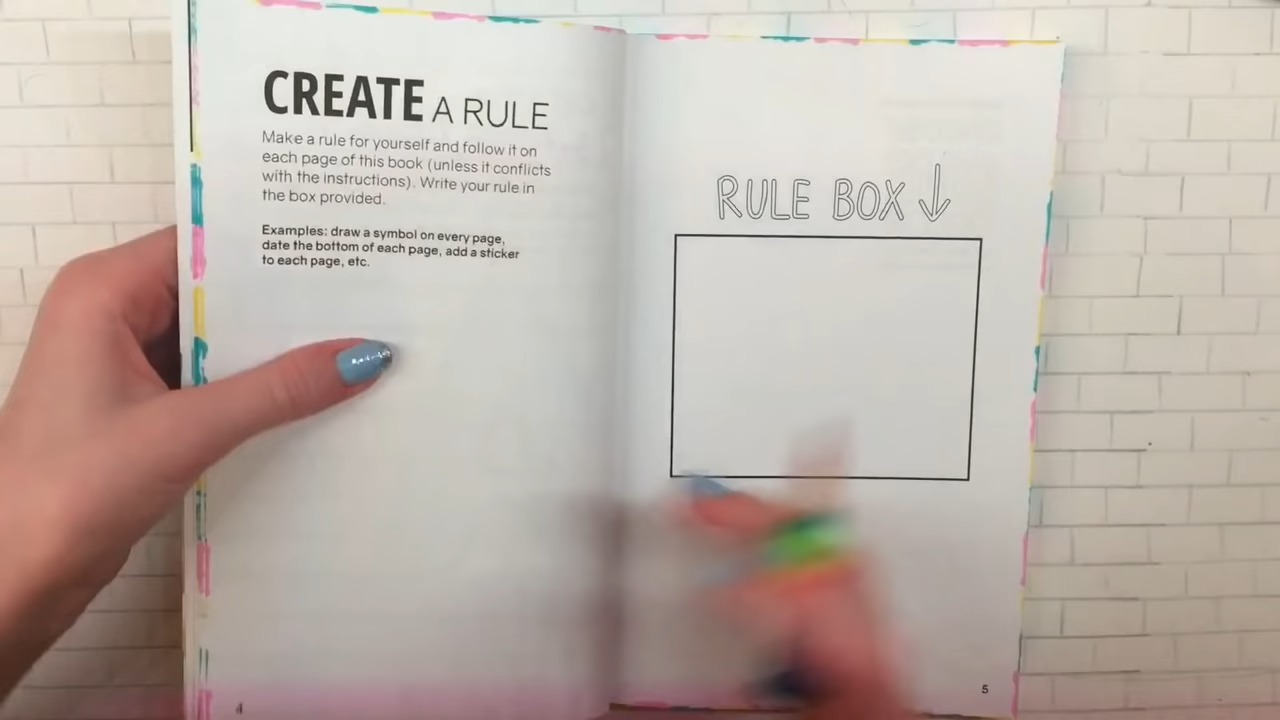 CREATE A RULE
Make a rule for yourself and follow it on
each page of this book (unless it conflicts
with the instructions). Write your rule in
the box provided.
Examples: draw a symbol on every page,
date the bottom of each page, add a sticker
to each page, etc.
4
RULE BOX
5